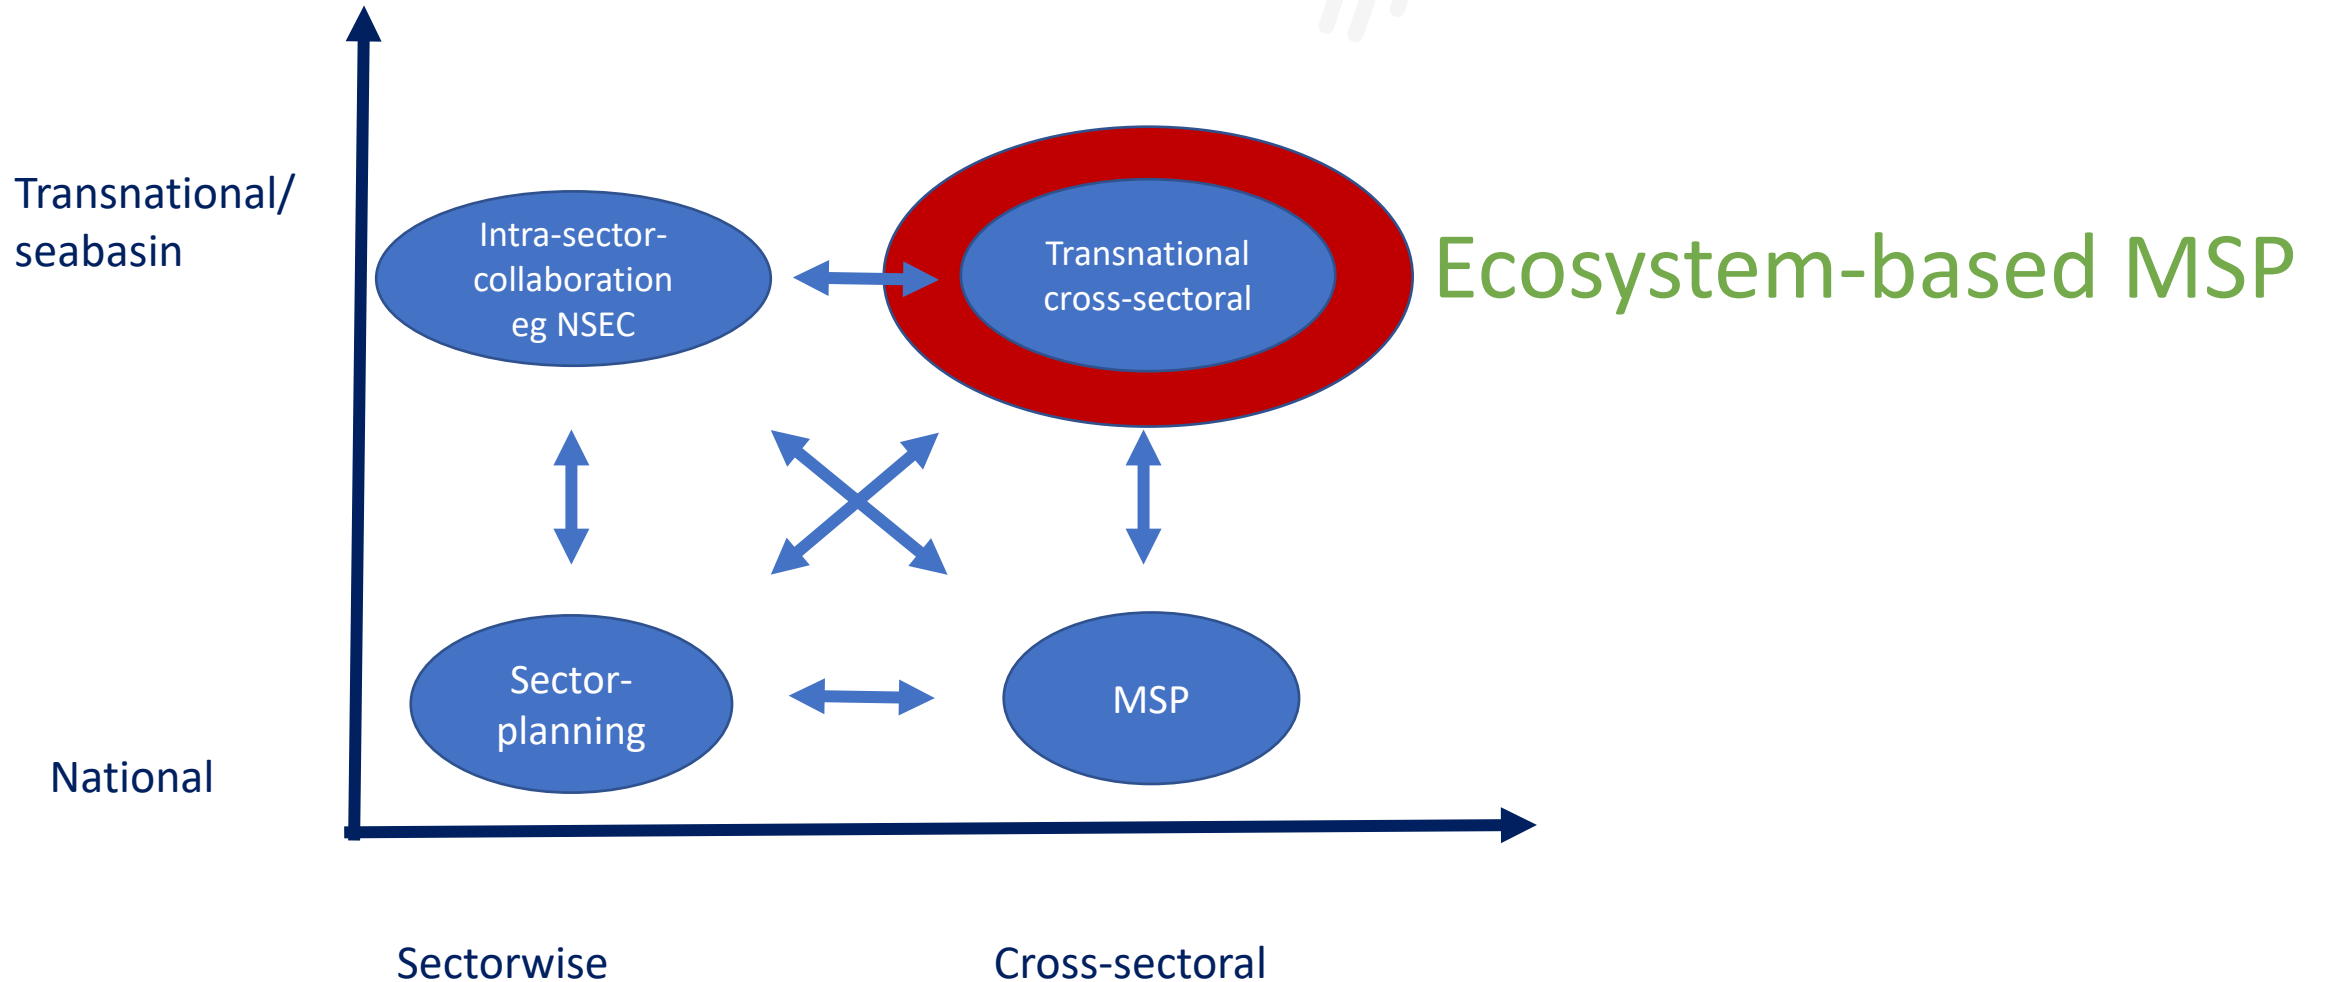 Transnational/
seabasin
Intra-sector-
collaboration
eg NSEC
Transnational
cross-sectoral
Ecosystem-based MSP
Sector-
planning
MSP
National
Sectorwise
Cross-sectoral